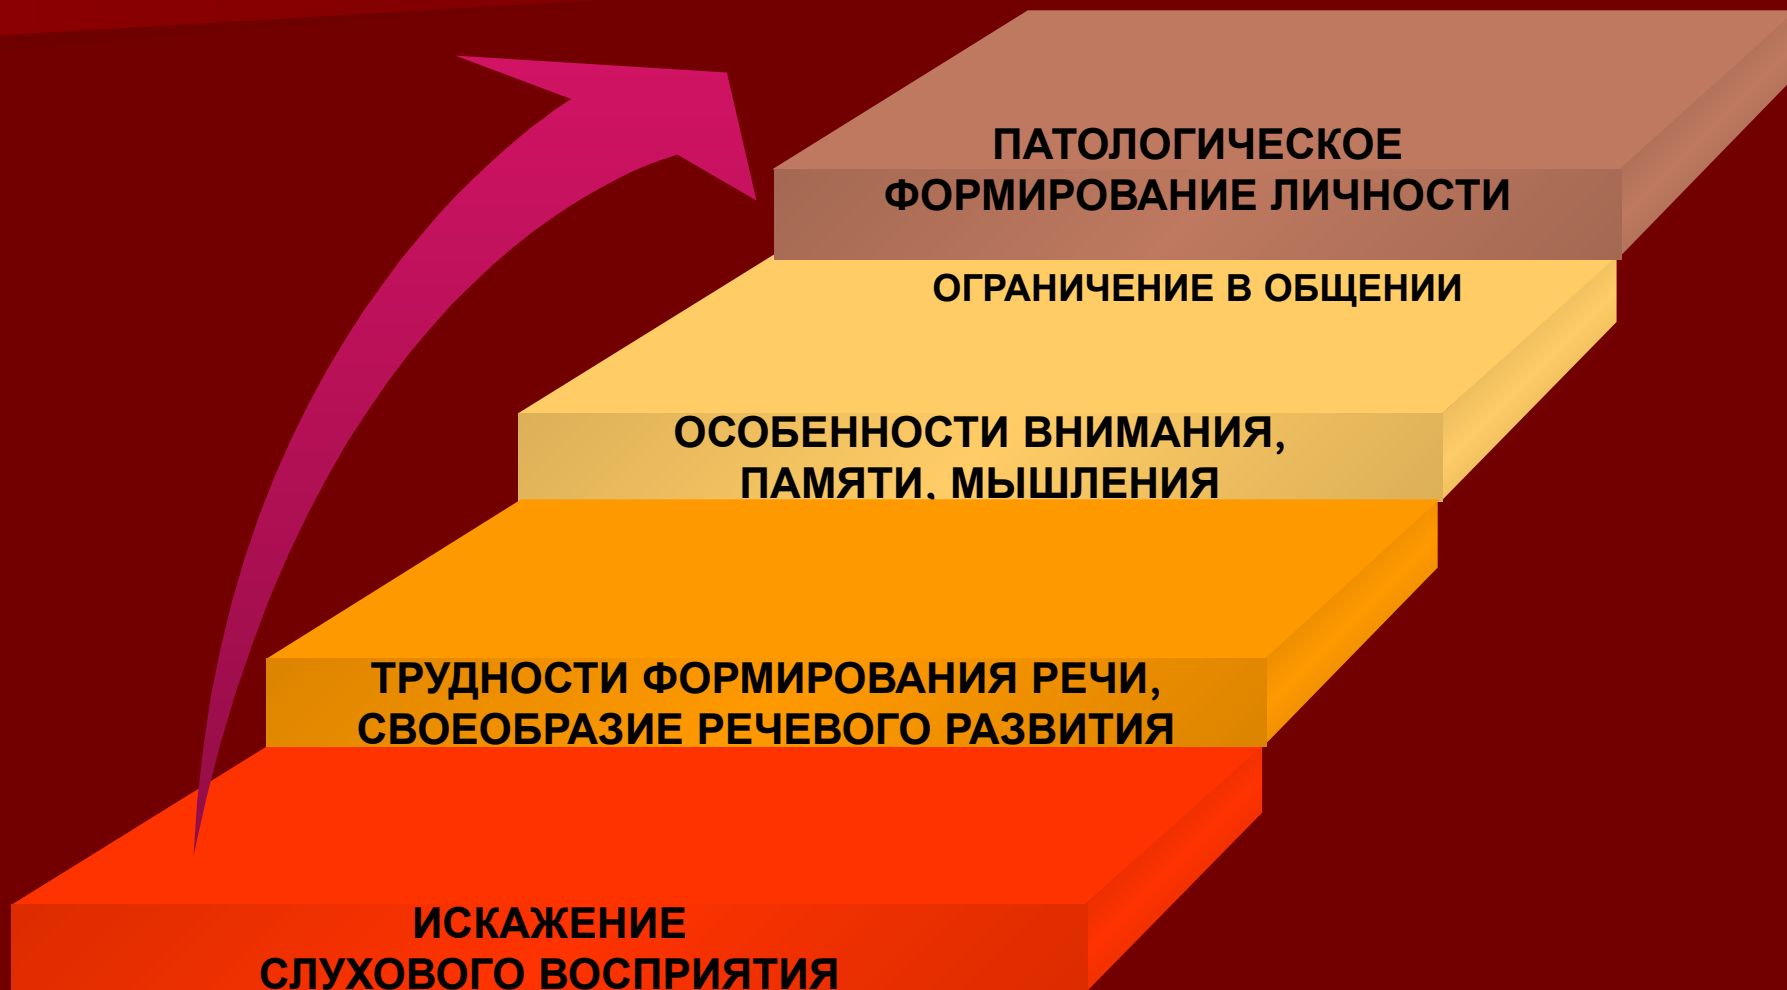 ПАТОЛОГИЧЕСКОЕ
ФОРМИРОВАНИЕ ЛИЧНОСТИ
ОГРАНИЧЕНИЕ В ОБЩЕНИИ
ОСОБЕННОСТИ ВНИМАНИЯ,
ПАМЯТИ, МЫШЛЕНИЯ
ТРУДНОСТИ ФОРМИРОВАНИЯ РЕЧИ,
СВОЕОБРАЗИЕ РЕЧЕВОГО РАЗВИТИЯ
ИСКАЖЕНИЕ
СЛУХОВОГО ВОСПРИЯТИЯ